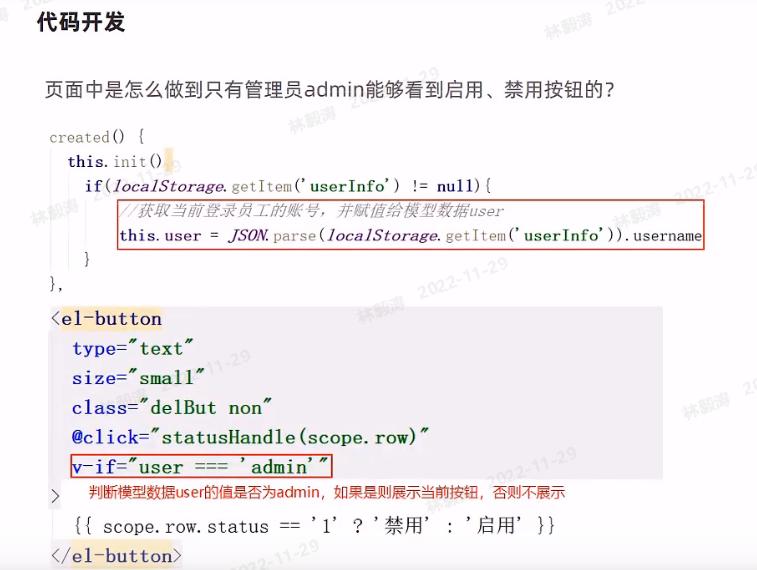 代码开发
页面中是怎么做到只有管理员admin能够看到启用、禁用按钮的?
created() {
this.init()
if(localStorage.getItem('userInfo') != null){
//获取当前登录员工的账号，并赋值给模型数据user
this.user = JSON.parse(localStorage.getItem('userInfo')).username
}
},
<el-button
type="text"
size="small"
class="delBut non"
@click="statusHandle(scope.row)"
v-if="user === 'admin'"
> 判断模型数据user的值是否为admin，如果是则展示当前按钮，否则不展示
{{ scope.row.status == '1' ? '禁用' : '启用' }}
</el-button>
林毅涛 2022-11-29